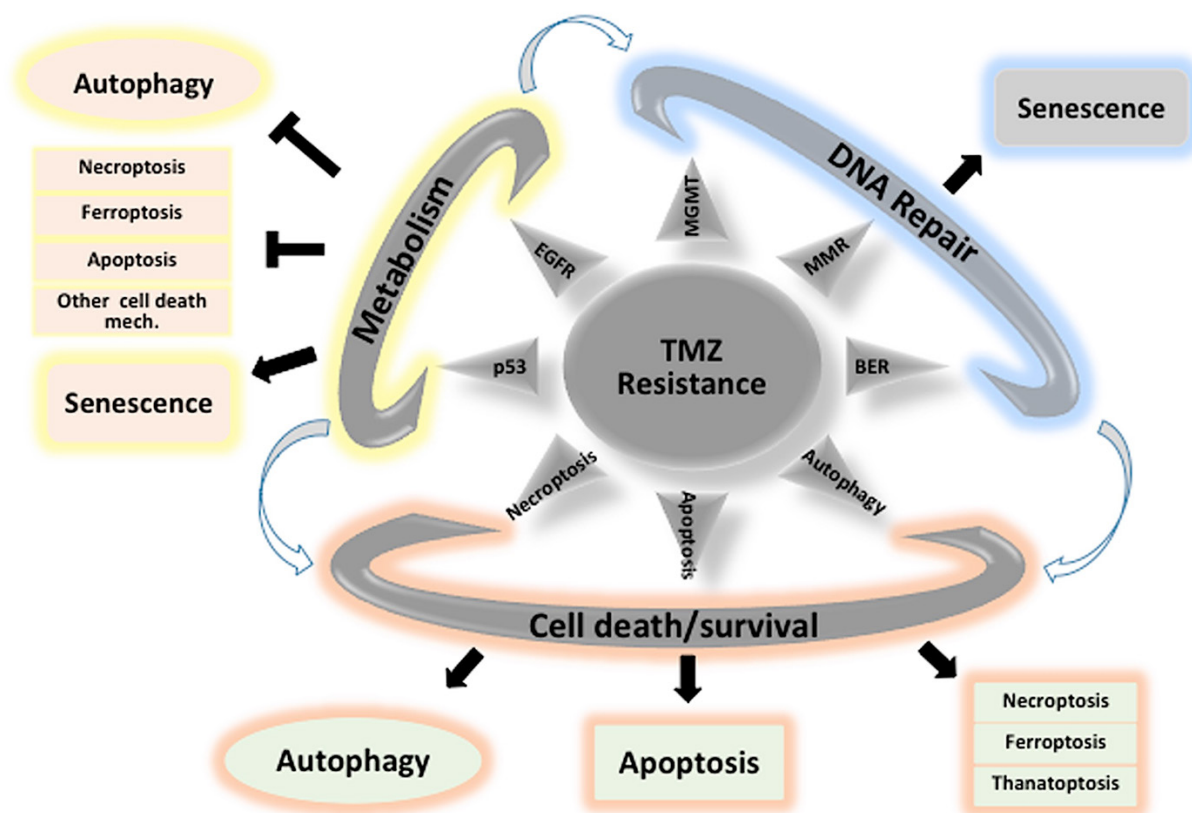 Autophagy
Necroptosis
Ferroptosis
Apoptosis
Other cell death
mech.
Senescence
Metabolism
DNA Repair
Senescence
MGMT
EGFR
MMR
p53
TMZ
Resistance
BER
Necroptosis
Apoptosis
Autophagy
Cell death/survival
Autophagy
Apoptosis
Necroptosis
Ferroptosis
Thanatoptosis